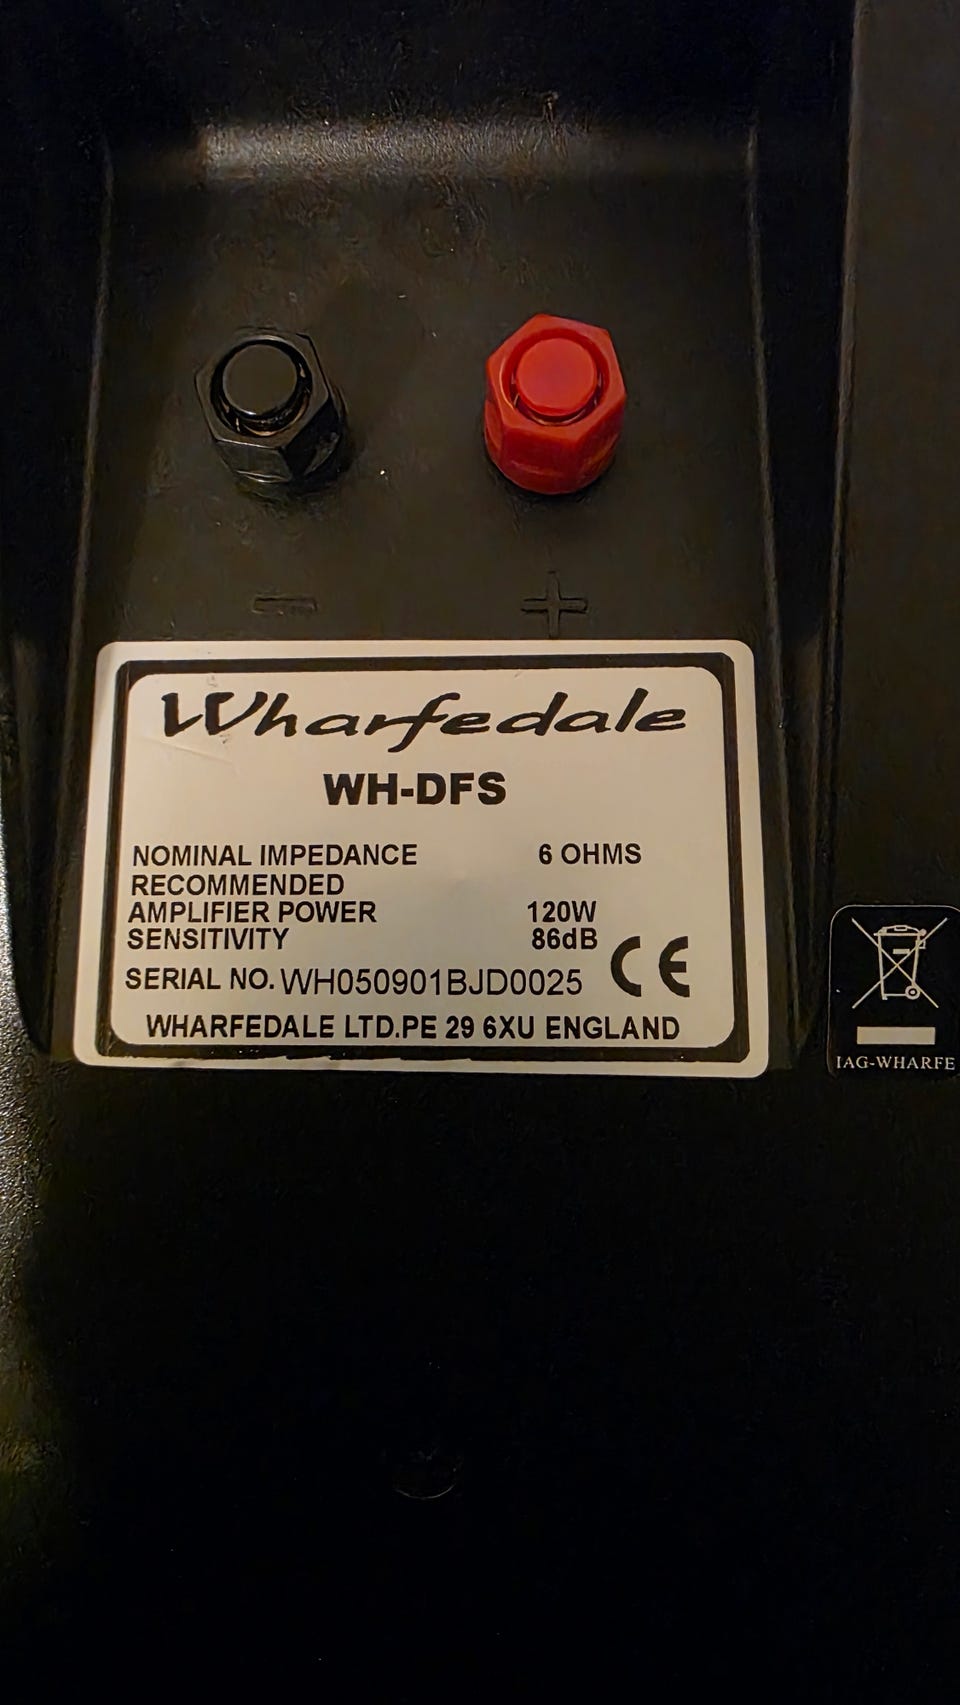 − +
Wharfedale
WH-DFS
NOMINAL IMPEDANCE 6 OHMS
RECOMMENDED
AMPLIFIER POWER 120W
SENSITIVITY 86dB
CE
SERIAL NO. WH050901BJD0025
WHARFEDALE LTD.PE 29 6XU ENGLAND
IAG-WHARFE